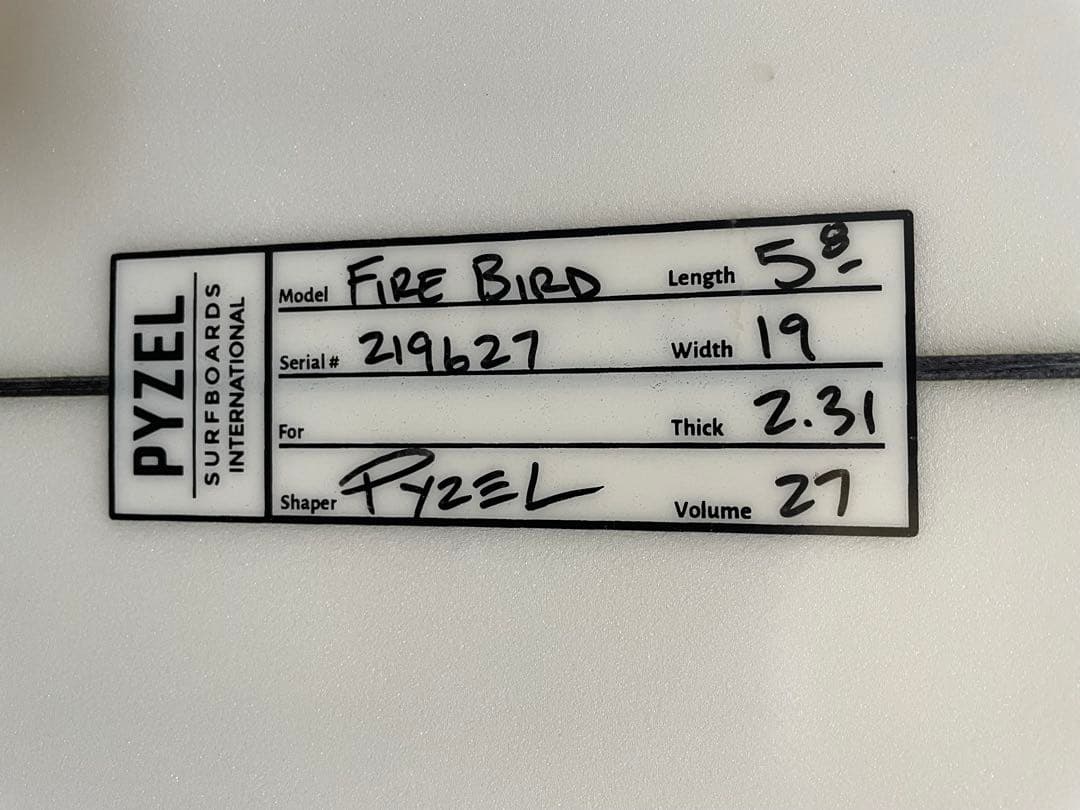 PYZEL
SURFBOARDS
INTERNATIONAL
Model FIRE BIRD Length 5 8
Serial # 219627 Width 19
For Thick 2.31
Shaper PYZEL Volume 27